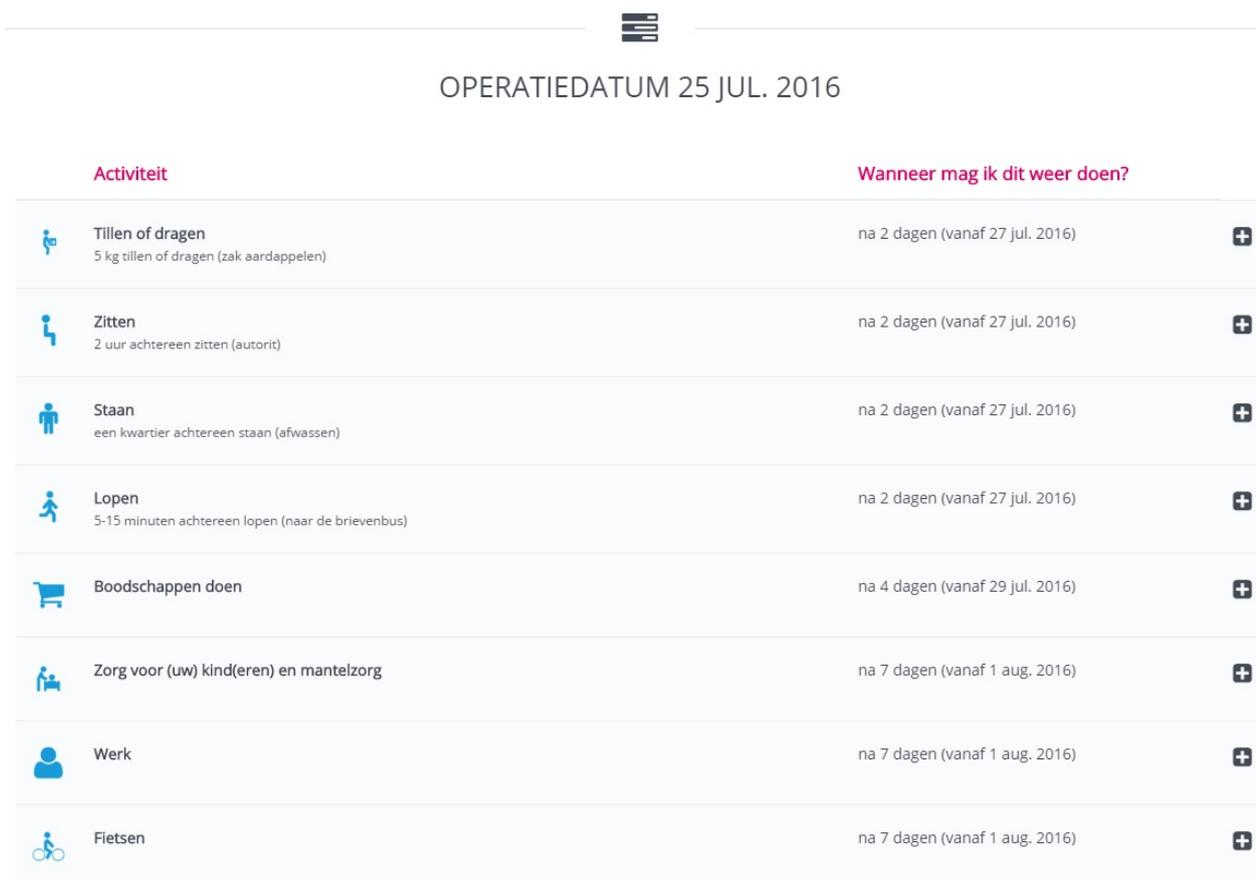 OPERATIEDATUM 25 JUL. 2016
Activiteit Wanneer mag ik dit weer doen?
Tillen of dragen na 2 dagen (vanaf 27 jul. 2016)
5 kg tillen of dragen (zak aardappelen)
Zitten na 2 dagen (vanaf 27 jul. 2016)
2 uur achtereen zitten (autorit)
Staan na 2 dagen (vanaf 27 jul. 2016)
een kwartier achtereen staan (afwassen)
Lopen na 2 dagen (vanaf 27 jul. 2016)
5-15 minuten achtereen lopen (naar de brievenbus)
Boodschappen doen na 4 dagen (vanaf 29 jul. 2016)
Zorg voor (uw) kind(eren) en mantelzorg na 7 dagen (vanaf 1 aug. 2016)
Werk na 7 dagen (vanaf 1 aug. 2016)
Fietsen na 7 dagen (vanaf 1 aug. 2016)